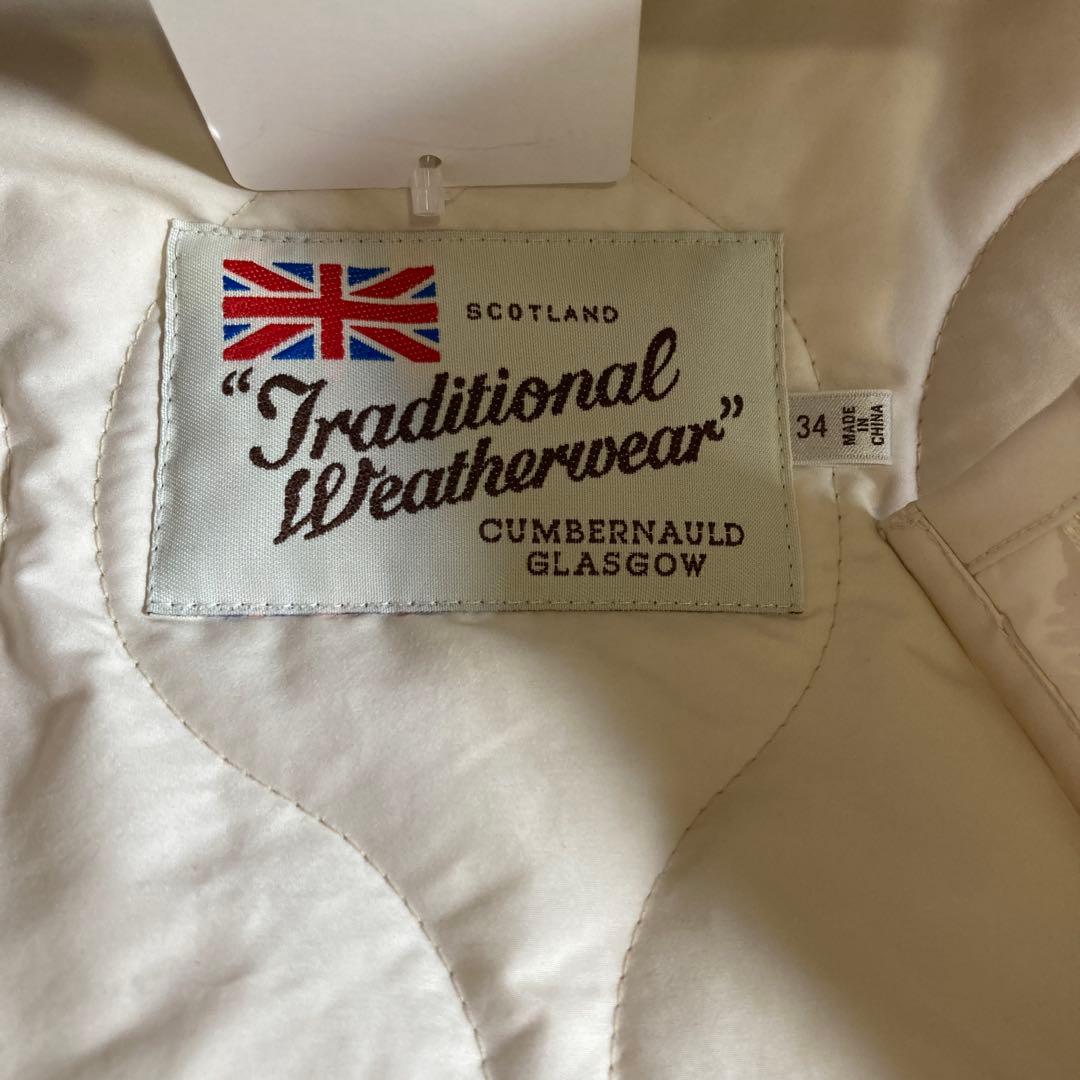 SCOTLAND
“Traditional
Weatherwear”
CUMBERNAULD
GLASGOW
34
MADE
IN
CHINA